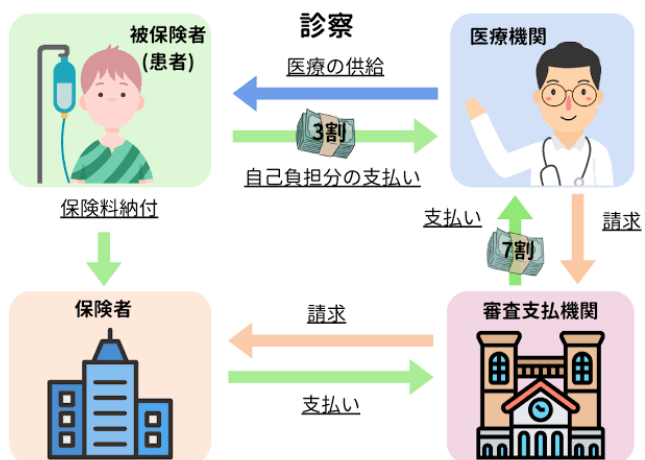 診察
被保険者
(患者)
医療機関
医療の供給
3割
自己負担分の支払い
保険料納付
支払い
請求
7割
保険者
請求
審査支払機関
支払い